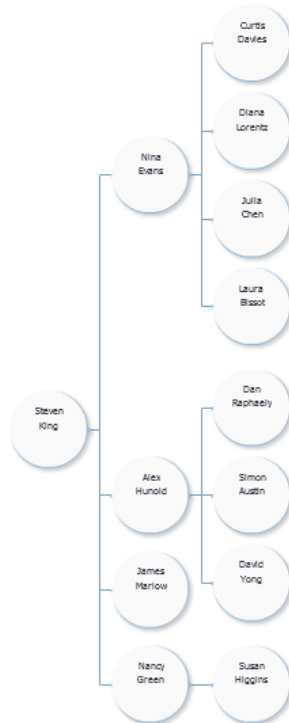 Curtis
Davies
Diana
Lorentz
Nina
Evans
Julia
Chen
Laura
Bissot
Steven
King
Dan
Raphaely
Alex
Hunold
Simon
Austin
James
Marlow
David
Yong
Nancy
Green
Susan
Higgins